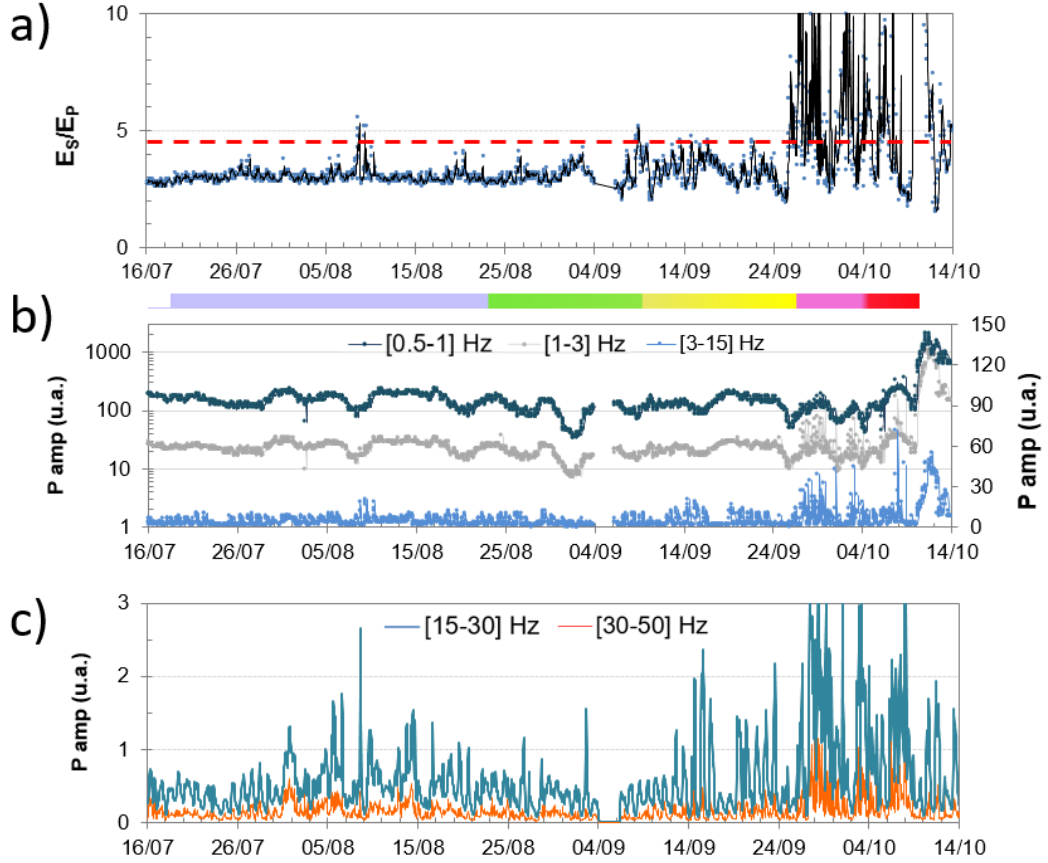 a)
10
5
0
E_S/E_P
16/07 26/07 05/08 15/08 25/08 04/09 14/09 24/09 04/10 14/10
b)
[0.5-1] Hz [1-3] Hz [3-15] Hz
1000
100
10
1
P amp (u.a.)
150
120
90
60
30
0
P amp (u.a.)
16/07 26/07 05/08 15/08 25/08 04/09 14/09 24/09 04/10 14/10
c)
[15-30] Hz [30-50] Hz
3
2
1
0
P amp (u.a.)
16/07 26/07 05/08 15/08 25/08 04/09 14/09 24/09 04/10 14/10